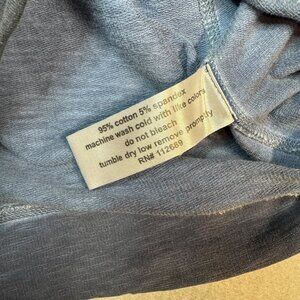 95% cotton 5% spandex
machine wash cold with like colors
do not bleach
tumble dry low remove promptly
RN# 112689